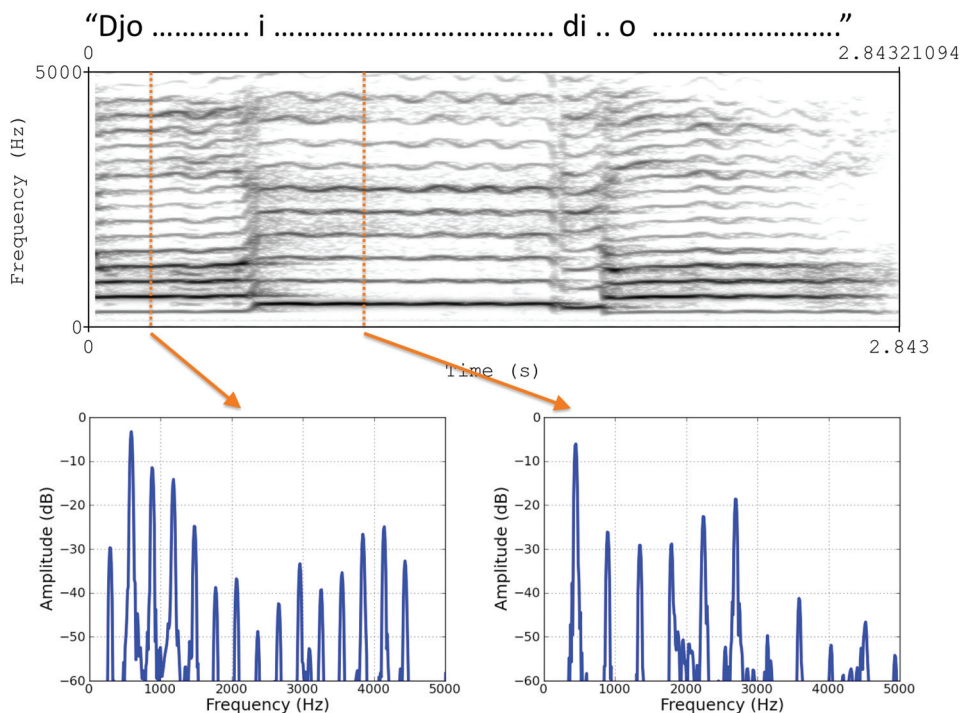 “Djo ............. i ..................................... di .. o .........................”
0 2.84321094
5000
Frequency (Hz)
0
0 2.843
Time (s)
0 0
−10 −10
−20 −20
−30 −30
−40 −40
−50 −50
−60 −60
Amplitude (dB) Amplitude (dB)
0 1000 2000 3000 4000 5000 0 1000 2000 3000 4000 5000
Frequency (Hz) Frequency (Hz)